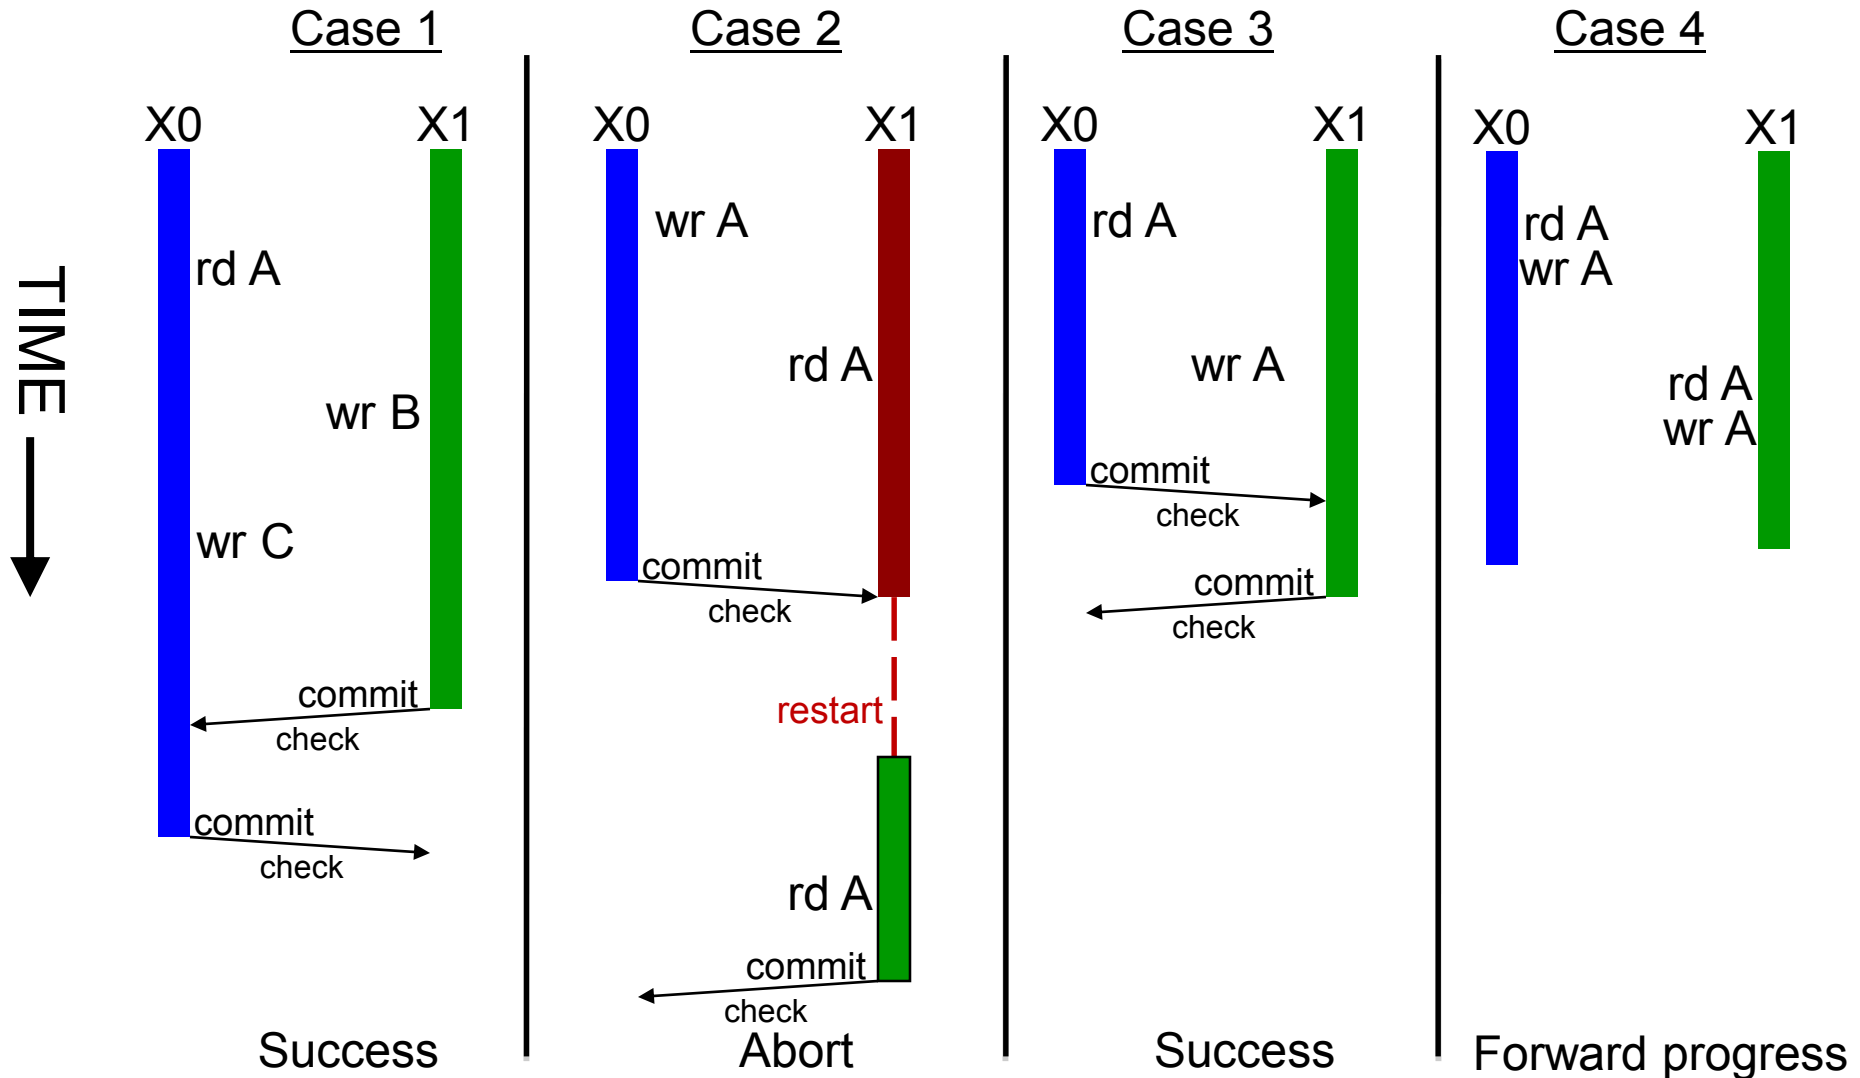 Case 1
Case 2
Case 3
Case 4
TIME
X0
X1
rd A
wr B
wr C
commit
check
commit
check
Success
X0
X1
wr A
rd A
commit
check
restart
rd A
commit
check
Abort
X0
X1
rd A
wr A
commit
check
commit
check
Success
X0
X1
rd A
wr A
rd A
wr A
Forward progress